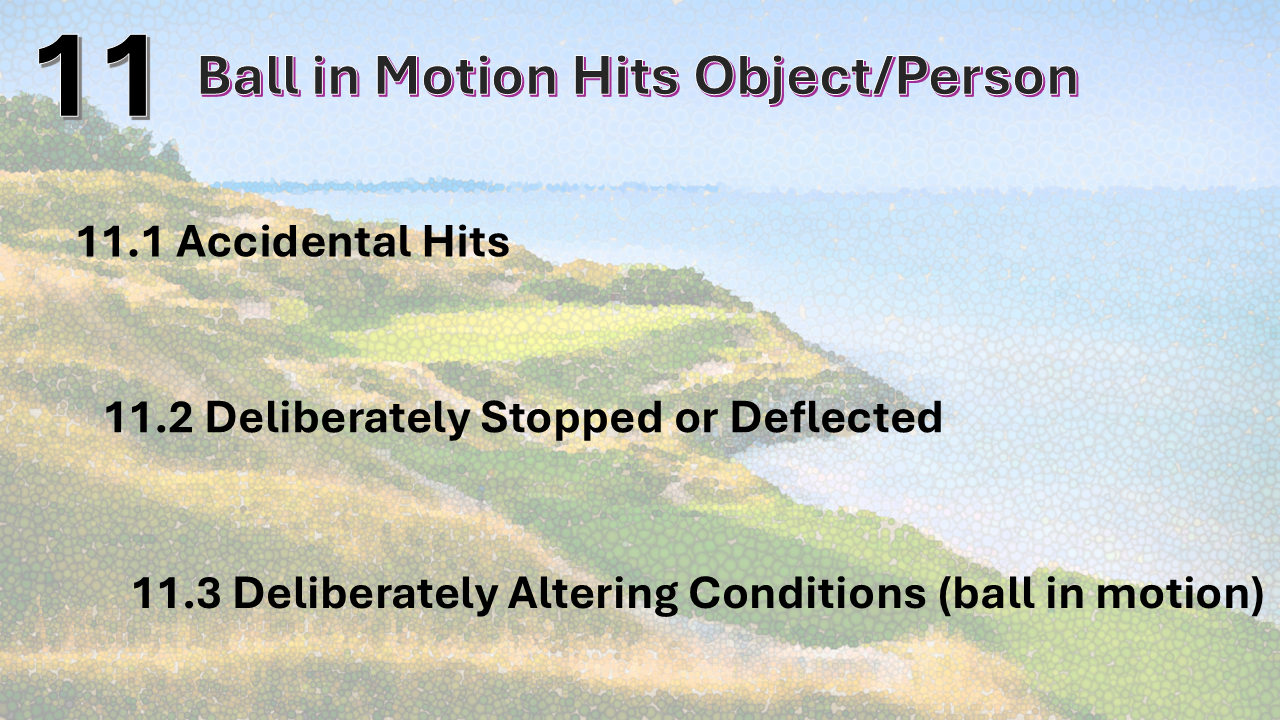 11 Ball in Motion Hits Object/Person
11.1 Accidental Hits
11.2 Deliberately Stopped or Deflected
11.3 Deliberately Altering Conditions (ball in motion)